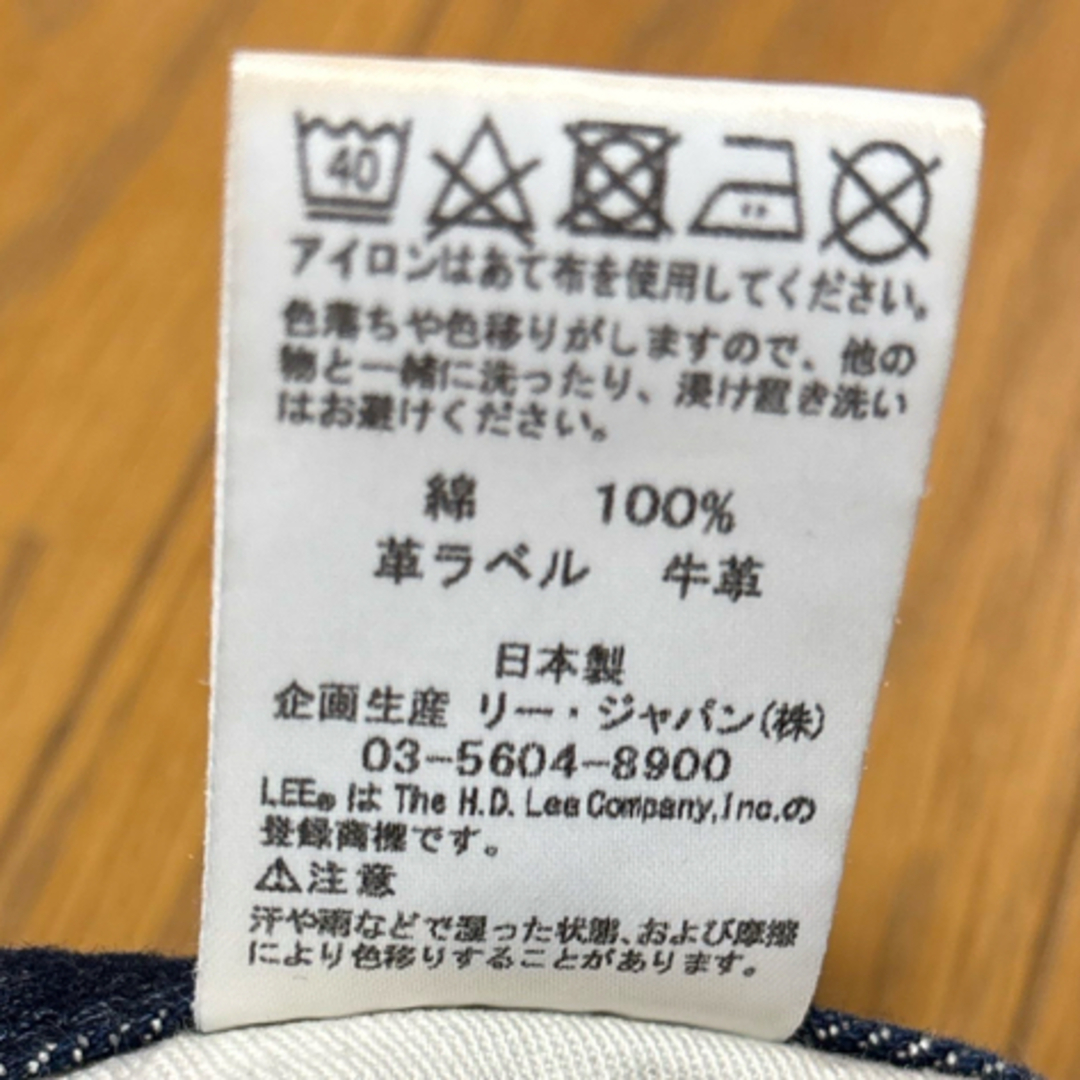 40
アイロンはあて布を使用してください。
色落ちや色移りがしますので、他の
物と一緒に洗ったり、浸け置き洗い
はお避けください。
綿 100%
革ラベル 牛革
日本製
企画生産 リー・ジャパン(株)
03-5604-8900
LEE® は The H.D. Lee Company,Inc.の
登録商標です。
⚠注意
汗や雨などで湿った状態、および摩擦
により色移りすることがあります。